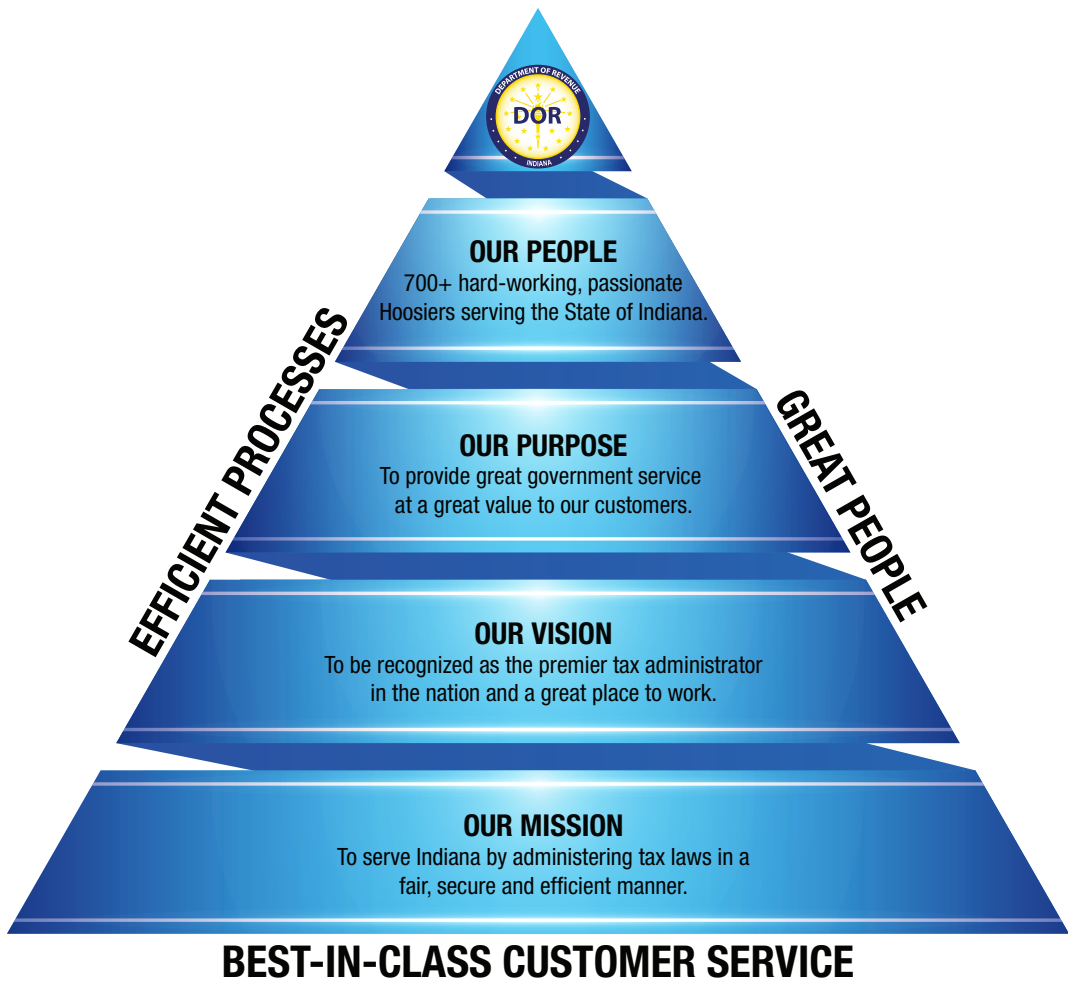 DEPARTMENT OF REVENUE
DOR
INDIANA
OUR PEOPLE
700+ hard-working, passionate
Hoosiers serving the State of Indiana.
EFFICIENT PROCESSES
GREAT PEOPLE
OUR PURPOSE
To provide great government service
at a great value to our customers.
OUR VISION
To be recognized as the premier tax administrator
in the nation and a great place to work.
OUR MISSION
To serve Indiana by administering tax laws in a
fair, secure and efficient manner.
BEST-IN-CLASS CUSTOMER SERVICE